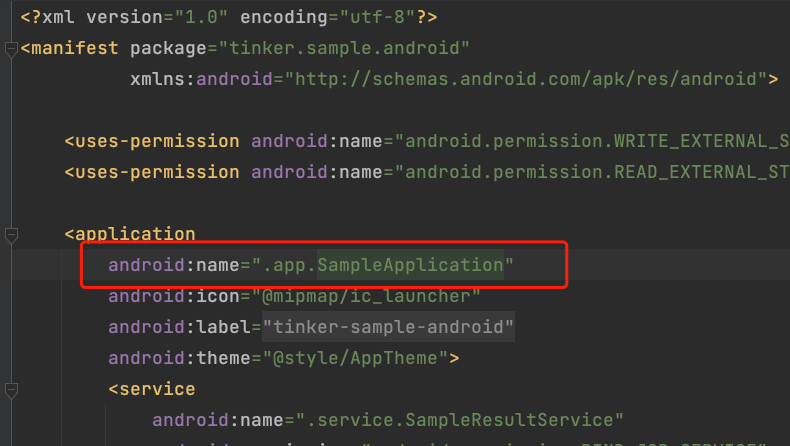 <?xml version="1.0" encoding="utf-8"?>
<manifest package="tinker.sample.android"
xmlns:android="http://schemas.android.com/apk/res/android">
<uses-permission android:name="android.permission.WRITE_EXTERNAL_S
<uses-permission android:name="android.permission.READ_EXTERNAL_ST
<application
android:name=".app.SampleApplication"
android:icon="@mipmap/ic_launcher"
android:label="tinker-sample-android"
android:theme="@style/AppTheme">
<service
android:name=".service.SampleResultService"